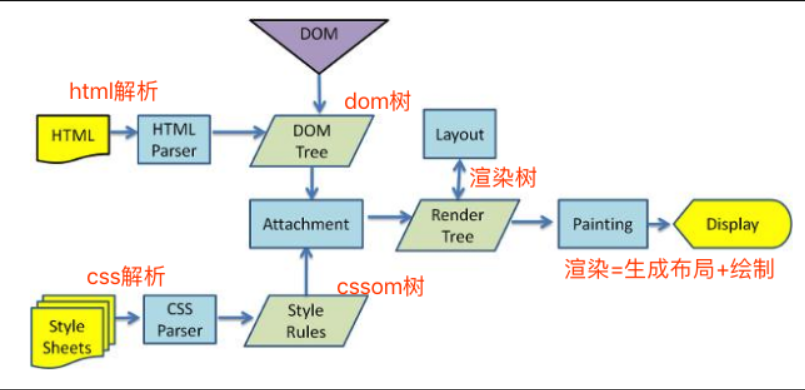 DOM
html解析
dom树
HTML
HTML
Parser
DOM
Tree
Layout
渲染树
Attachment
Render
Tree
Painting
Display
渲染=生成布局+绘制
css解析
cssom树
Style
Sheets
CSS
Parser
Style
Rules